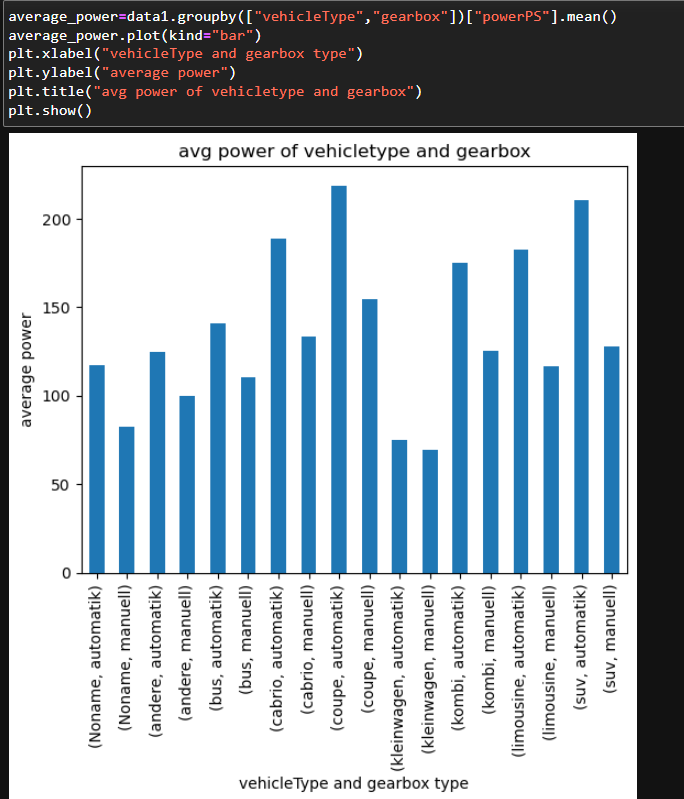 average_power=data1.groupby(["vehicleType","gearbox"])["powerPS"].mean()
average_power.plot(kind="bar")
plt.xlabel("vehicleType and gearbox type")
plt.ylabel("average power")
plt.title("avg power of vehicletype and gearbox")
plt.show()
avg power of vehicletype and gearbox
average power
200
150
100
50
0
(Noname, automatik)
(Noname, manuell)
(andere, automatik)
(andere, manuell)
(bus, automatik)
(bus, manuell)
(cabrio, automatik)
(cabrio, manuell)
(coupe, automatik)
(coupe, manuell)
(kleinwagen, automatik)
(kleinwagen, manuell)
(kombi, automatik)
(kombi, manuell)
(limousine, automatik)
(limousine, manuell)
(suv, automatik)
(suv, manuell)
vehicleType and gearbox type